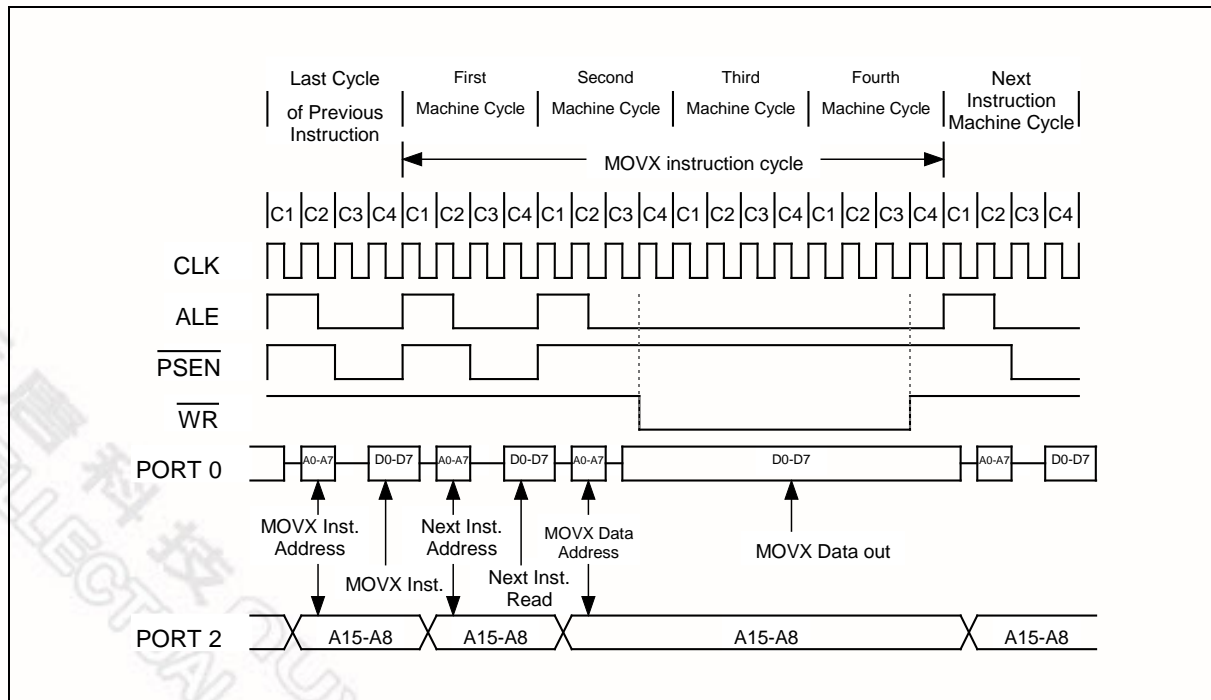 Last Cycle
of Previous
Instruction
First
Machine Cycle
Second
Machine Cycle
Third
Machine Cycle
Fourth
Machine Cycle
Next
Instruction
Machine Cycle
MOVX instruction cycle
C1 C2 C3 C4 C1 C2 C3 C4 C1 C2 C3 C4 C1 C2 C3 C4 C1 C2 C3 C4 C1 C2 C3 C4
CLK
ALE
PSEN
WR
PORT 0
A0-A7 D0-D7 A0-A7 D0-D7 A0-A7 D0-D7 A0-A7 D0-D7
MOVX Inst.
Address
MOVX Inst.
Next Inst.
Address
Next Inst.
Read
MOVX Data
Address
MOVX Data out
PORT 2
A15-A8 A15-A8 A15-A8 A15-A8
科技